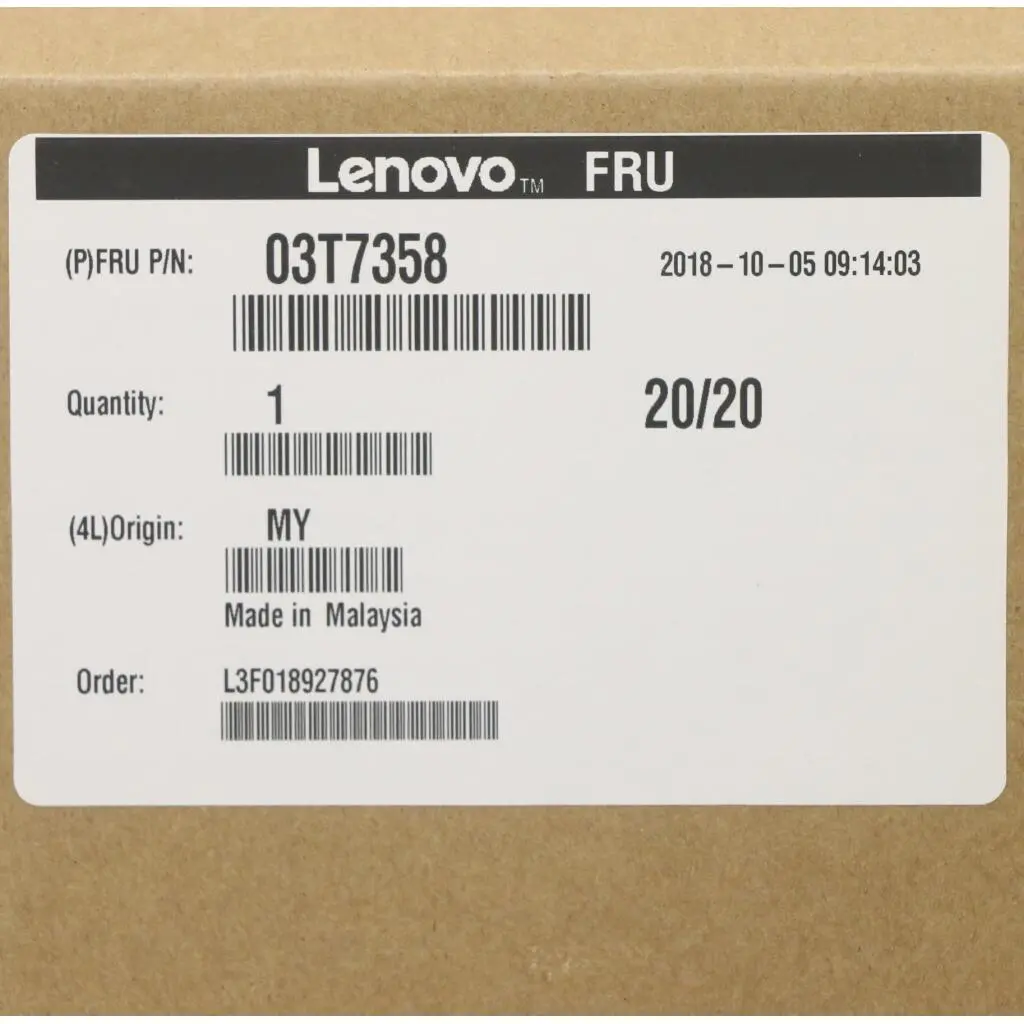 Lenovo™ FRU
(P)FRU P/N: 03T7358 2018-10-05 09:14:03
Quantity: 1 20/20
(4L)Origin: MY
Made in Malaysia
Order: L3F018927876